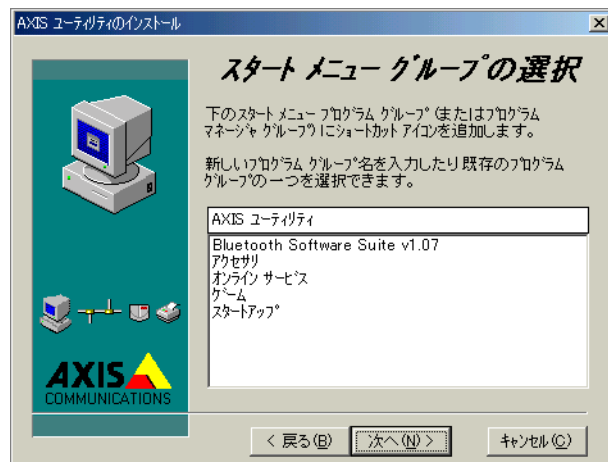 AXIS ユーティリティのインストール
スタート メニュー グループの選択
下のスタート メニュー プログラム グループ (またはプログラム
マネージャ グループ) にショートカット アイコンを追加します。
新しいプログラム グループ名を入力したり既存のプログラム
グループの一つを選択できます。
AXIS ユーティリティ
Bluetooth Software Suite v1.07
アクセサリ
オンライン サービス
ゲーム
スタートアップ
AXIS
COMMUNICATIONS
< 戻る(B)
次へ(N) >
キャンセル(C)